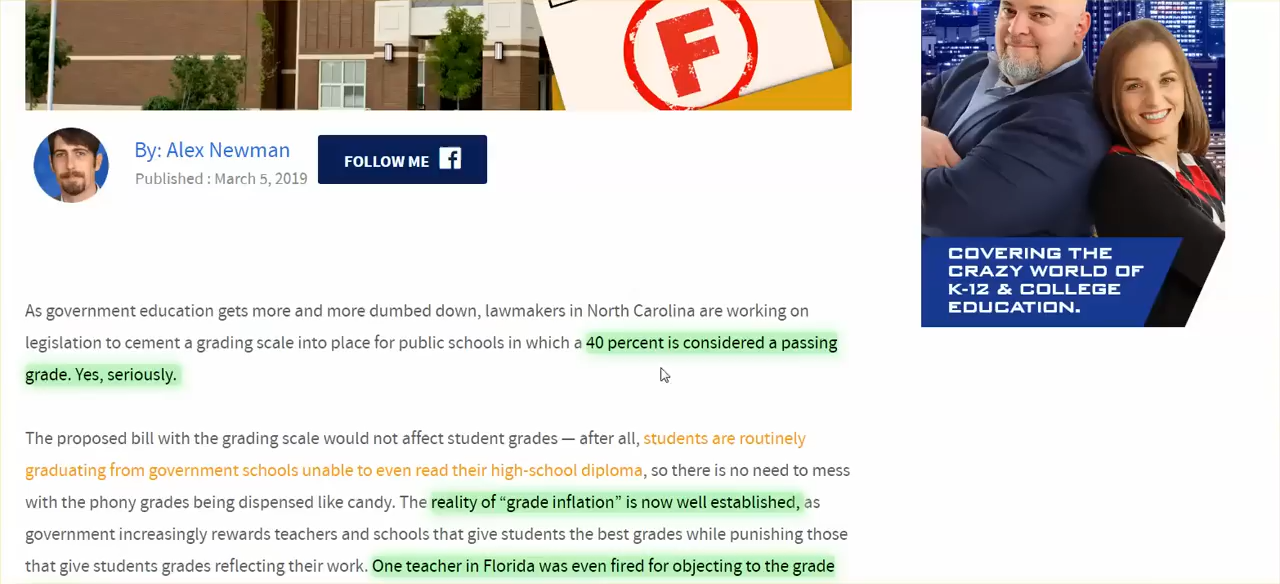 F
By: Alex Newman
FOLLOW ME
Published : March 5, 2019
COVERING THE
CRAZY WORLD OF
K-12 & COLLEGE
EDUCATION.
As government education gets more and more dumbed down, lawmakers in North Carolina are working on
legislation to cement a grading scale into place for public schools in which a 40 percent is considered a passing
grade. Yes, seriously.
The proposed bill with the grading scale would not affect student grades — after all, students are routinely
graduating from government schools unable to even read their high-school diploma, so there is no need to mess
with the phony grades being dispensed like candy. The reality of “grade inflation” is now well established, as
government increasingly rewards teachers and schools that give students the best grades while punishing those
that give students grades reflecting their work. One teacher in Florida was even fired for objecting to the grade